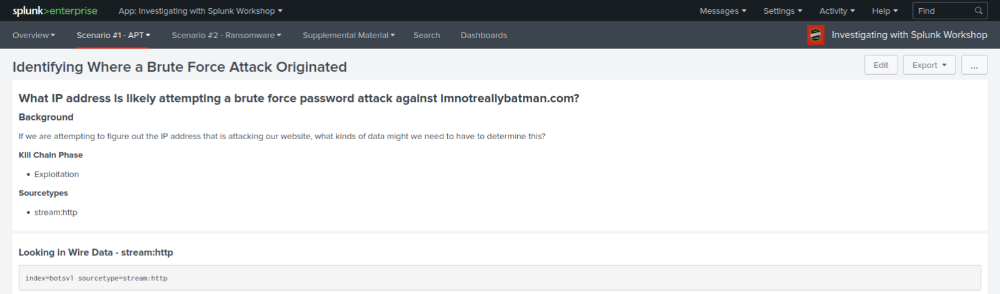 splunk>enterprise App: Investigating with Splunk Workshop Messages Settings Activity Help Find
Overview Scenario #1 - APT Scenario #2 - Ransomware Supplemental Material Search Dashboards BOSS Investigating with Splunk Workshop
Identifying Where a Brute Force Attack Originated Edit Export ...
What IP address is likely attempting a brute force password attack against imnotreallybatman.com?
Background
If we are attempting to figure out the IP address that is attacking our website, what kinds of data might we need to have to determine this?
Kill Chain Phase
• Exploitation
Sourcetypes
• stream:http
Looking in Wire Data - stream:http
index=botsv1 sourcetype=stream:http